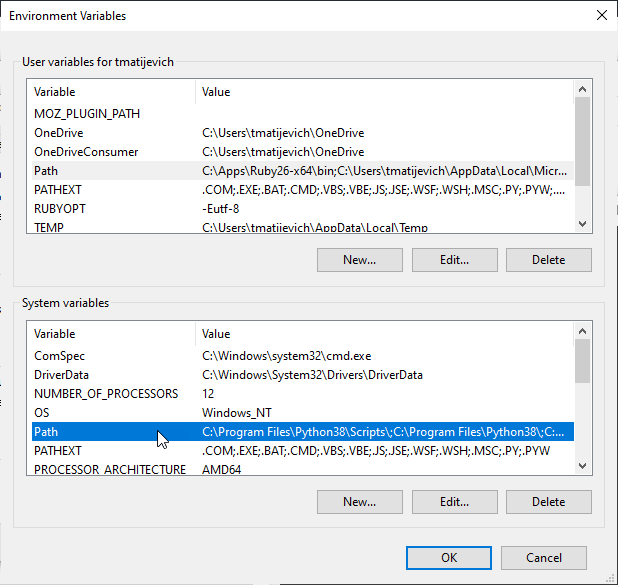 Environment Variables
User variables for tmatijevich
Variable Value
MOZ_PLUGIN_PATH
OneDrive C:\Users\tmatijevich\OneDrive
OneDriveConsumer C:\Users\tmatijevich\OneDrive
Path C:\Apps\Ruby26-x64\bin;C:\Users\tmatijevich\AppData\Local\Micr...
PATHEXT .COM;.EXE;.BAT;.CMD;.VBS;.VBE;.JS;.JSE;.WSF;.WSH;.MSC;.PY;.PYW;....
RUBYOPT -Eutf-8
TEMP C:\Users\tmatijevich\AppData\Local\Temp
New... Edit... Delete
System variables
Variable Value
ComSpec C:\Windows\system32\cmd.exe
DriverData C:\Windows\System32\Drivers\DriverData
NUMBER_OF_PROCESSORS 12
OS Windows_NT
Path C:\Program Files\Python38\Scripts\;C:\Program Files\Python38\;C:...
PATHEXT .COM;.EXE;.BAT;.CMD;.VBS;.VBE;.JS;.JSE;.WSF;.WSH;.MSC;.PY;.PYW
PROCESSOR_ARCHITECTURE AMD64
New... Edit... Delete
OK Cancel